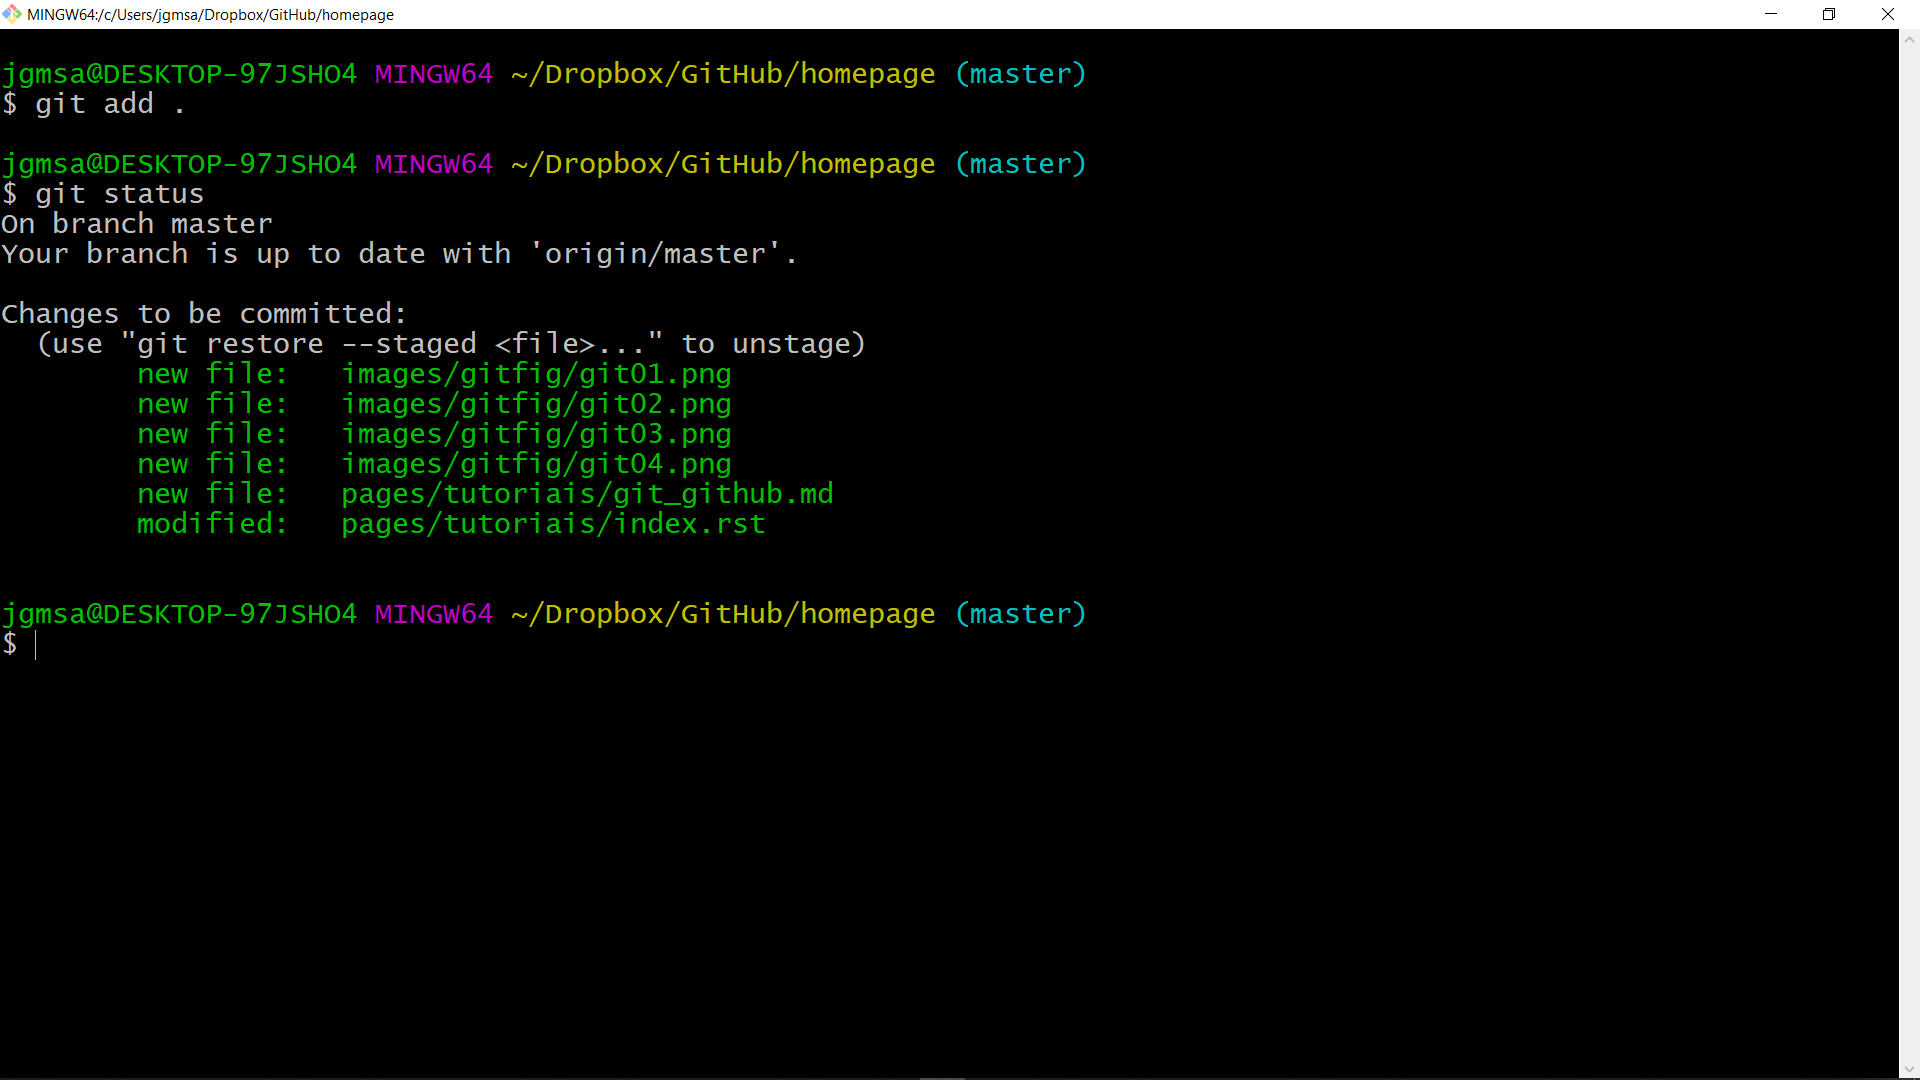 MINGW64:/c/Users/jgmsa/Dropbox/GitHub/homepage
jgmsa@DESKTOP-97JSHO4 MINGW64 ~/Dropbox/GitHub/homepage (master)
$ git add .
jgmsa@DESKTOP-97JSHO4 MINGW64 ~/Dropbox/GitHub/homepage (master)
$ git status
On branch master
Your branch is up to date with 'origin/master'.
Changes to be committed:
  (use "git restore --staged <file>..." to unstage)
        new file:   images/gitfig/git01.png
        new file:   images/gitfig/git02.png
        new file:   images/gitfig/git03.png
        new file:   images/gitfig/git04.png
        new file:   pages/tutoriais/git_github.md
        modified:   pages/tutoriais/index.rst
jgmsa@DESKTOP-97JSHO4 MINGW64 ~/Dropbox/GitHub/homepage (master)
$